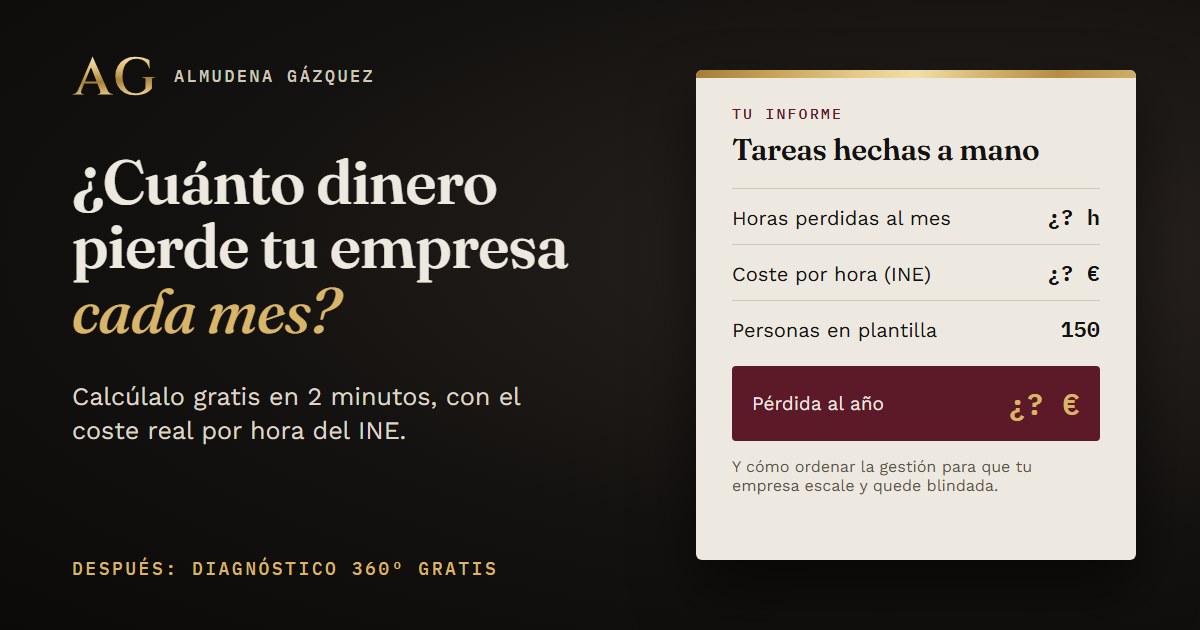 AG ALMUDENA GÁZQUEZ
¿Cuánto dinero
pierde tu empresa
cada mes?
Calcúlalo gratis en 2 minutos, con el
coste real por hora del INE.
DESPUÉS: DIAGNÓSTICO 360º GRATIS
TU INFORME
Tareas hechas a mano
Horas perdidas al mes ¿? h
Coste por hora (INE) ¿? €
Personas en plantilla 150
Pérdida al año ¿? €
Y cómo ordenar la gestión para que tu
empresa escale y quede blindada.